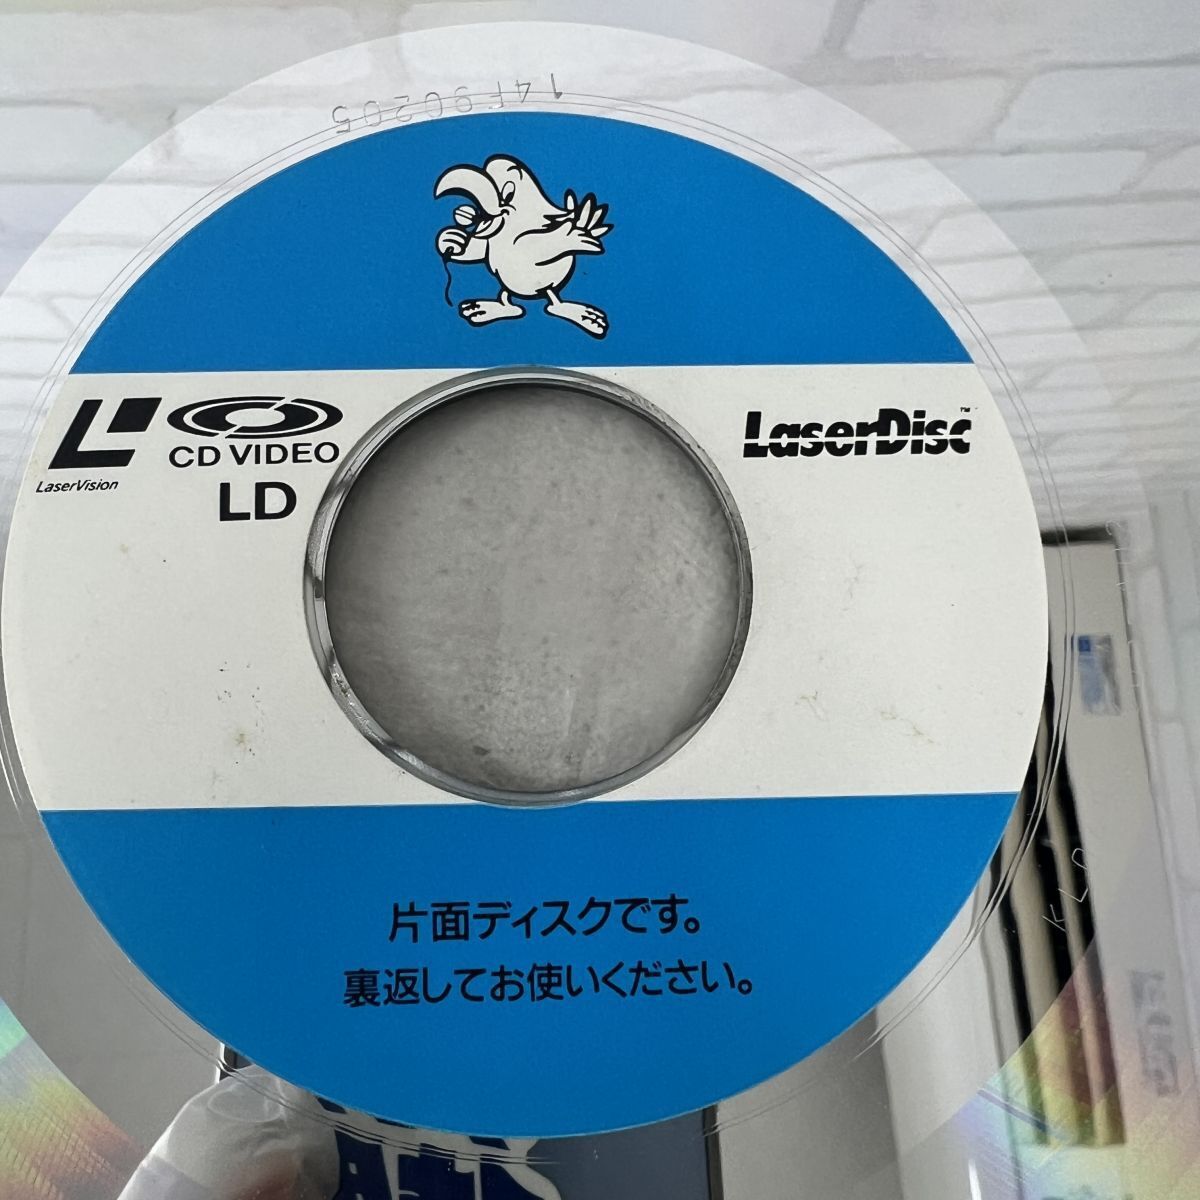 14F90205
LaserVision
CD VIDEO
LD
LaserDisc™
片面ディスクです。
裏返してお使いください。